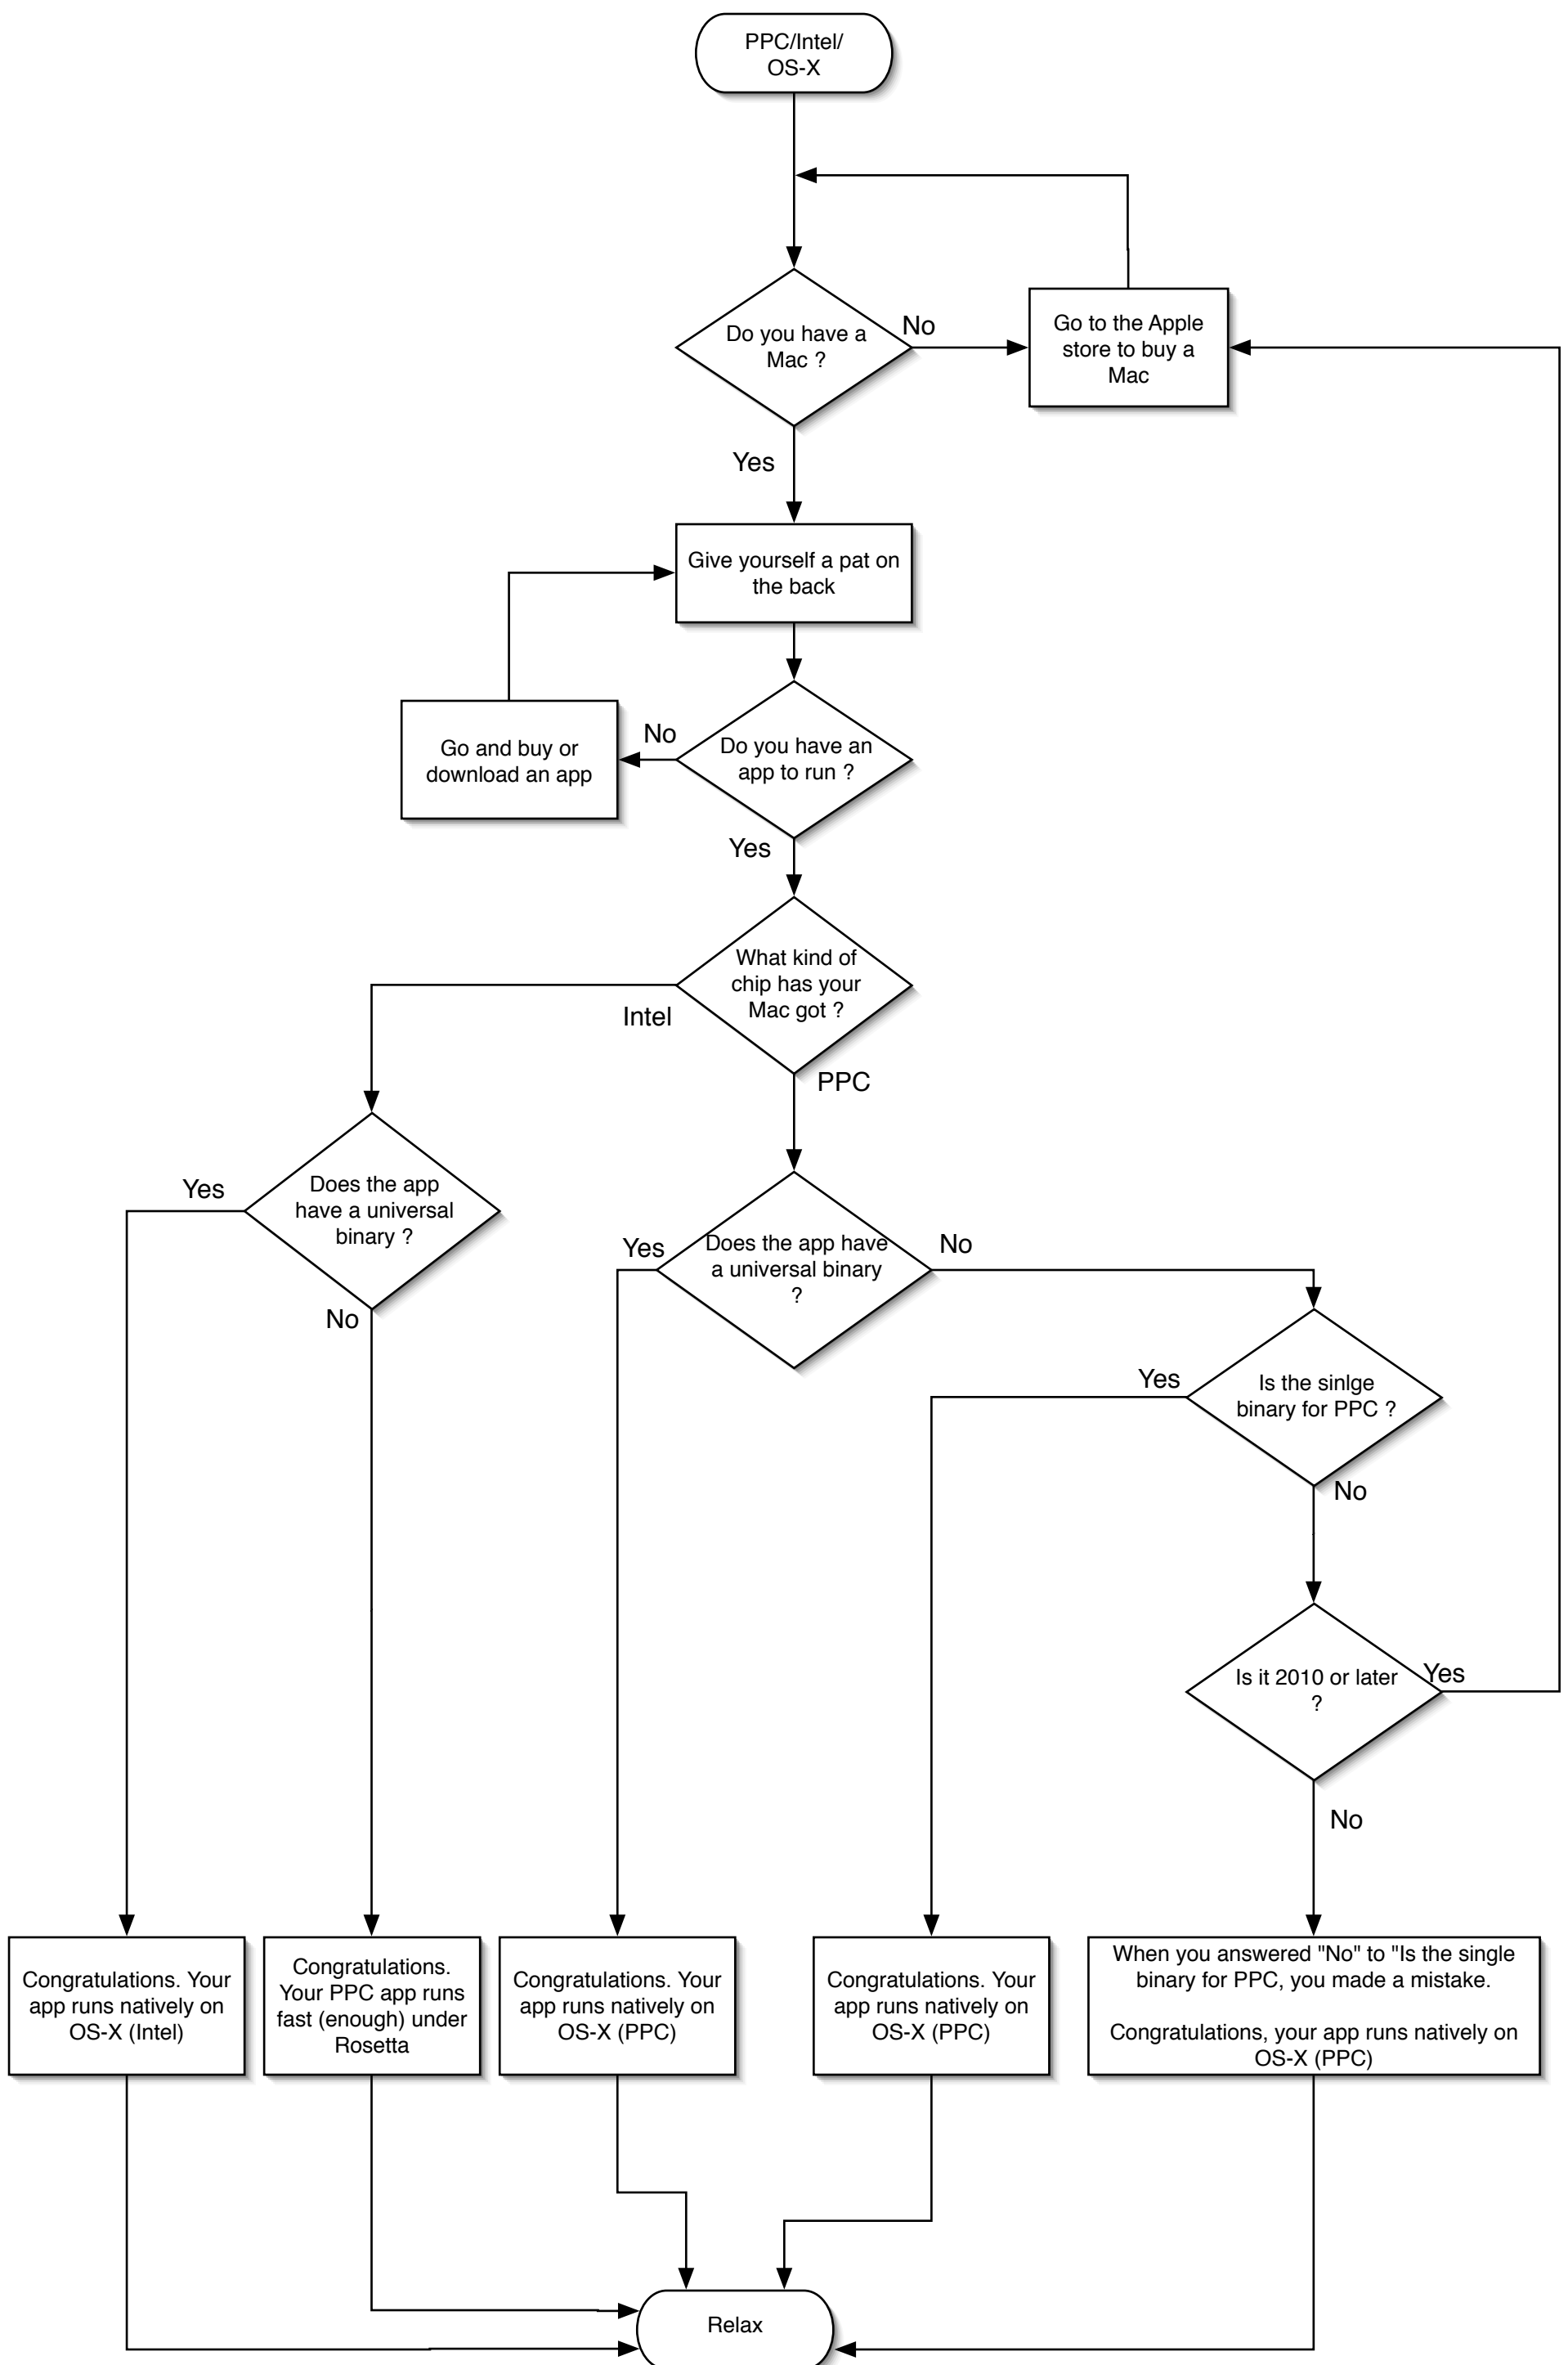 PPC/Intel/
OS-X
Do you have a
Mac ?
No
Go to the Apple
store to buy a
Mac
Yes
Give yourself a pat on
the back
Go and buy or
download an app
No
Do you have an
app to run ?
Yes
What kind of
chip has your
Mac got ?
Intel
PPC
Yes
Does the app
have a universal
binary ?
No
Yes
Does the app have
a universal binary
?
No
Yes
Is the sinlge
binary for PPC ?
No
Is it 2010 or later
?
Yes
No
Congratulations. Your
app runs natively on
OS-X (Intel)
Congratulations.
Your PPC app runs
fast (enough) under
Rosetta
Congratulations. Your
app runs natively on
OS-X (PPC)
Congratulations. Your
app runs natively on
OS-X (PPC)
When you answered "No" to "Is the single
binary for PPC, you made a mistake.
Congratulations, your app runs natively on
OS-X (PPC)
Relax